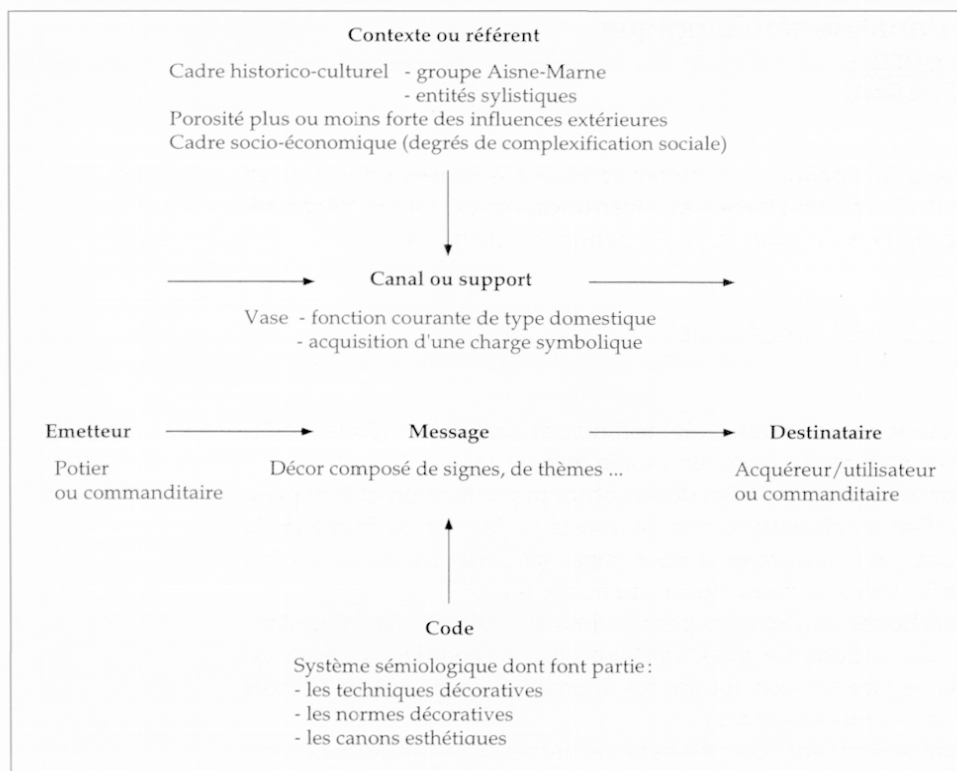 Contexte ou référent
Cadre historico-culturel - groupe Aisne-Marne
- entités sylistiques
Porosité plus ou moins forte des influences extérieures
Cadre socio-économique (degrés de complexification sociale)
Canal ou support
Vase - fonction courante de type domestique
- acquisition d'une charge symbolique
Emetteur Message Destinataire
Potier Décor composé de signes, de thèmes ... Acquéreur/utilisateur
ou commanditaire ou commanditaire
Code
Système sémiologique dont font partie :
- les techniques décoratives
- les normes décoratives
- les canons esthétiques